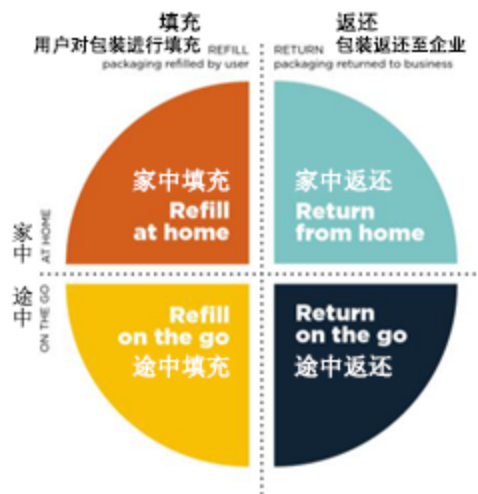 填充
用户对包装进行填充 REFILL
packaging refilled by user
返还
RETURN 包装返还至企业
packaging returned to business
家中 AT HOME
家中填充
Refill
at home
家中返还
Return
from home
途中 ON THE GO
Refill
on the go
途中填充
Return
on the go
途中返还